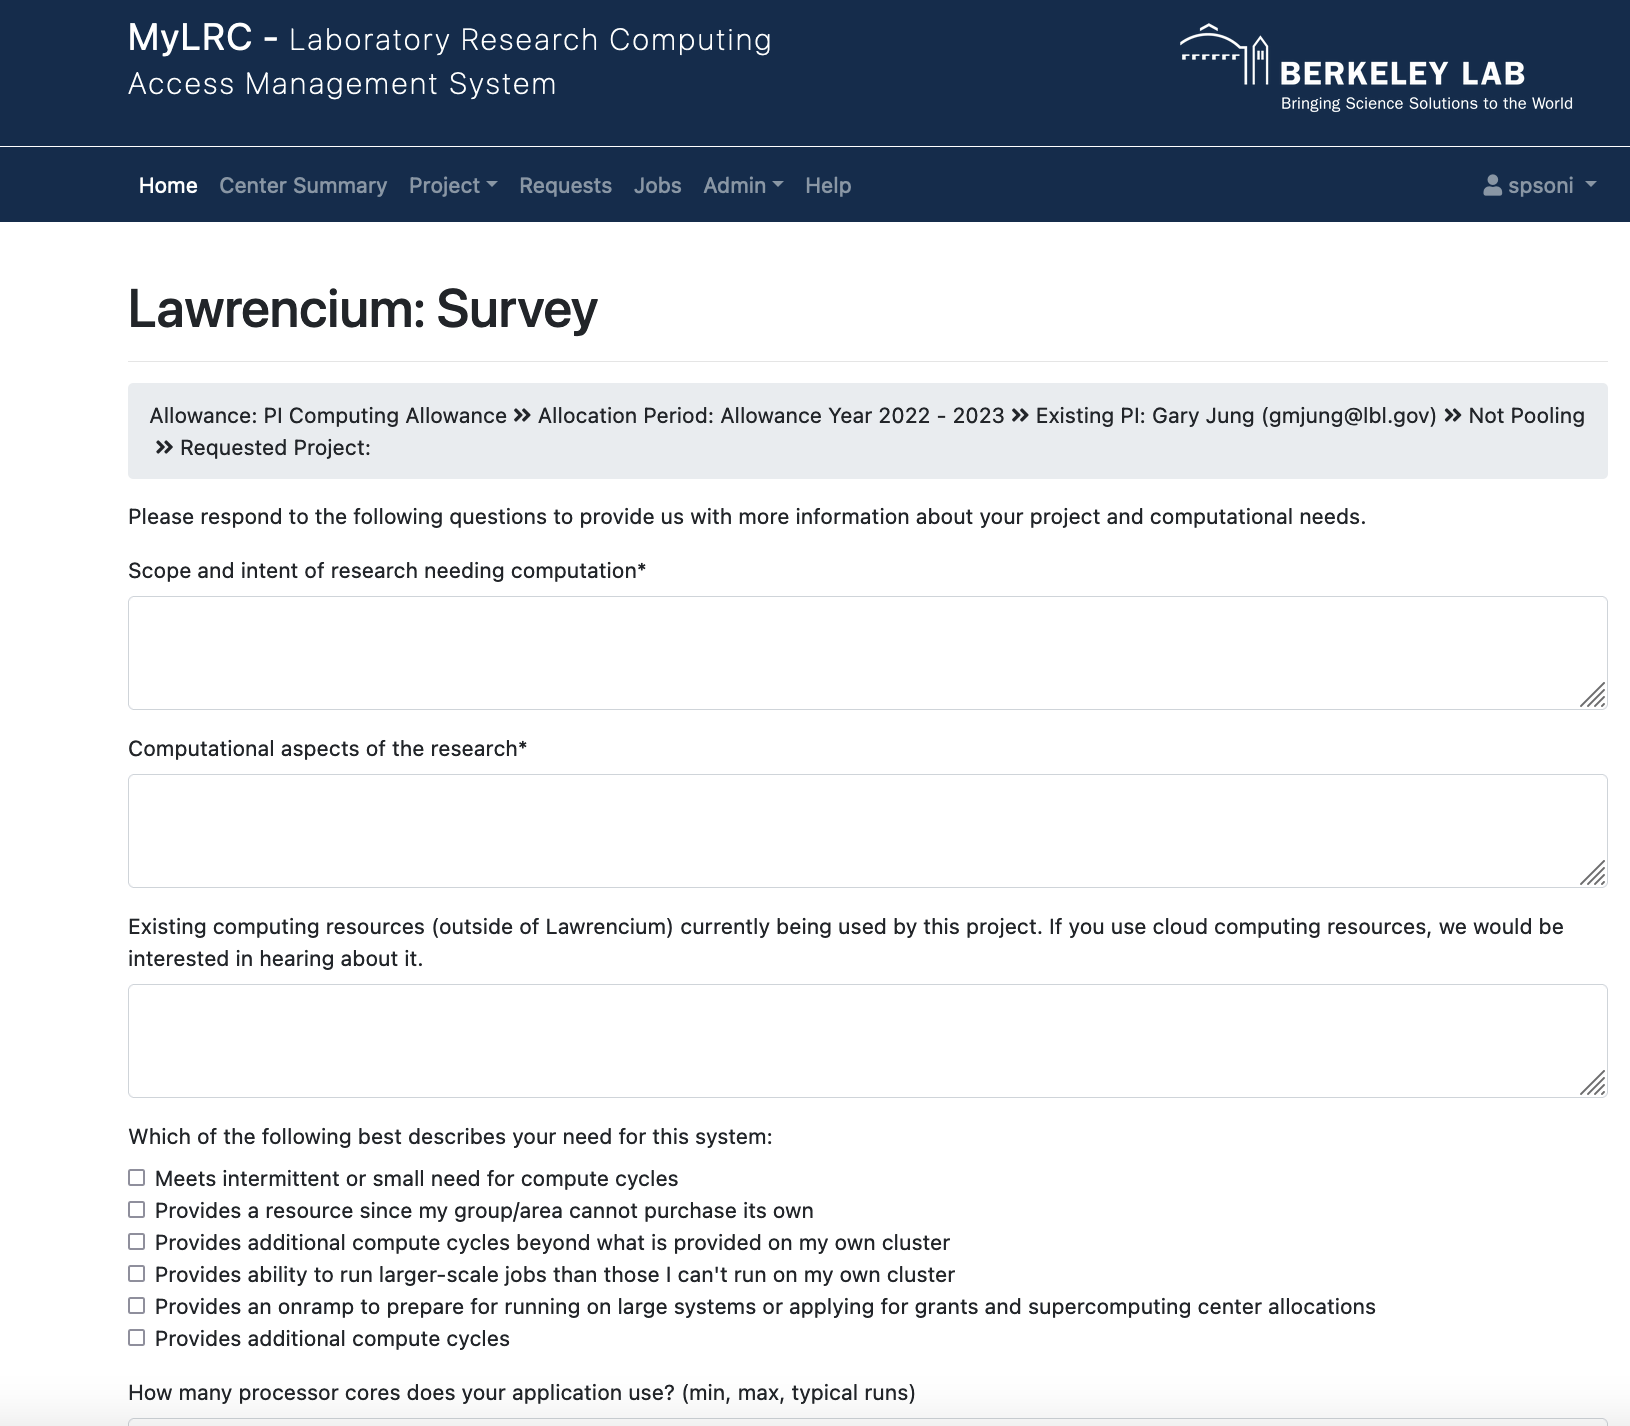 MyLRC - Laboratory Research Computing
Access Management System
BERKELEY LAB
Bringing Science Solutions to the World
Home Center Summary Project Requests Jobs Admin Help spsoni
Lawrencium: Survey
Allowance: PI Computing Allowance » Allocation Period: Allowance Year 2022 - 2023 » Existing PI: Gary Jung (gmjung@lbl.gov) » Not Pooling
» Requested Project:
Please respond to the following questions to provide us with more information about your project and computational needs.
Scope and intent of research needing computation*
Computational aspects of the research*
Existing computing resources (outside of Lawrencium) currently being used by this project. If you use cloud computing resources, we would be
interested in hearing about it.
Which of the following best describes your need for this system:
Meets intermittent or small need for compute cycles
Provides a resource since my group/area cannot purchase its own
Provides additional compute cycles beyond what is provided on my own cluster
Provides ability to run larger-scale jobs than those I can't run on my own cluster
Provides an onramp to prepare for running on large systems or applying for grants and supercomputing center allocations
Provides additional compute cycles
How many processor cores does your application use? (min, max, typical runs)